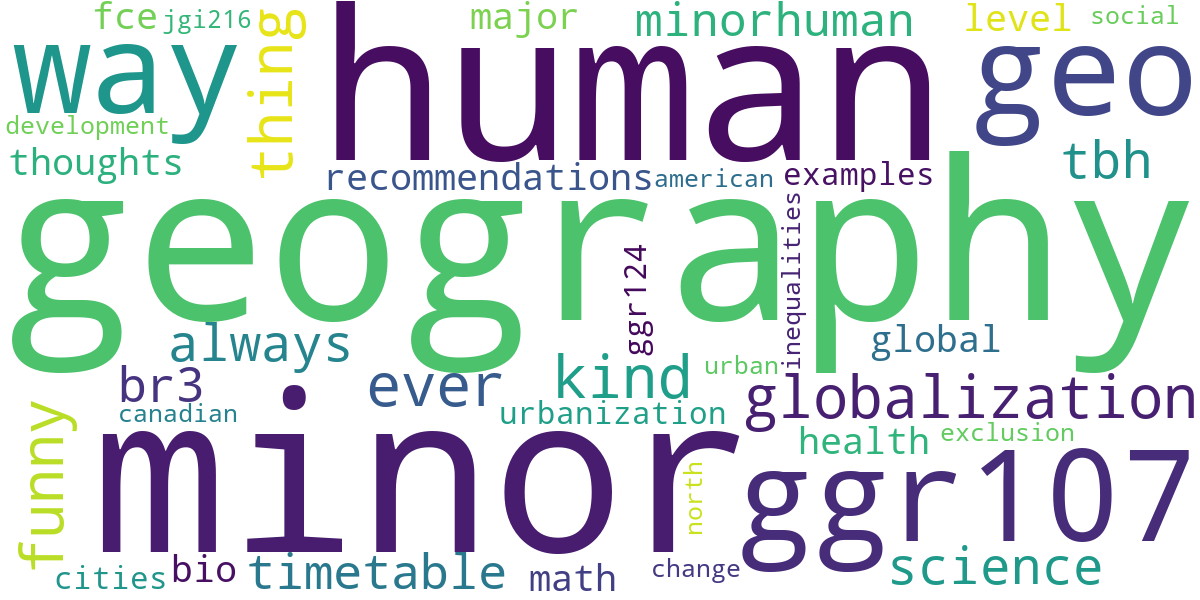 fce
jgi216
major
minorhuman
level
social
way
thing
human
geo
development
thoughts
recommendations
american
examples
tbh
geography
ggr124
inequalities
always
global
br3
ever
kind
urban
globalization
canadian
urbanization
health
exclusion
funny
minor
north
ggr107
cities
bio
timetable
math
change
science